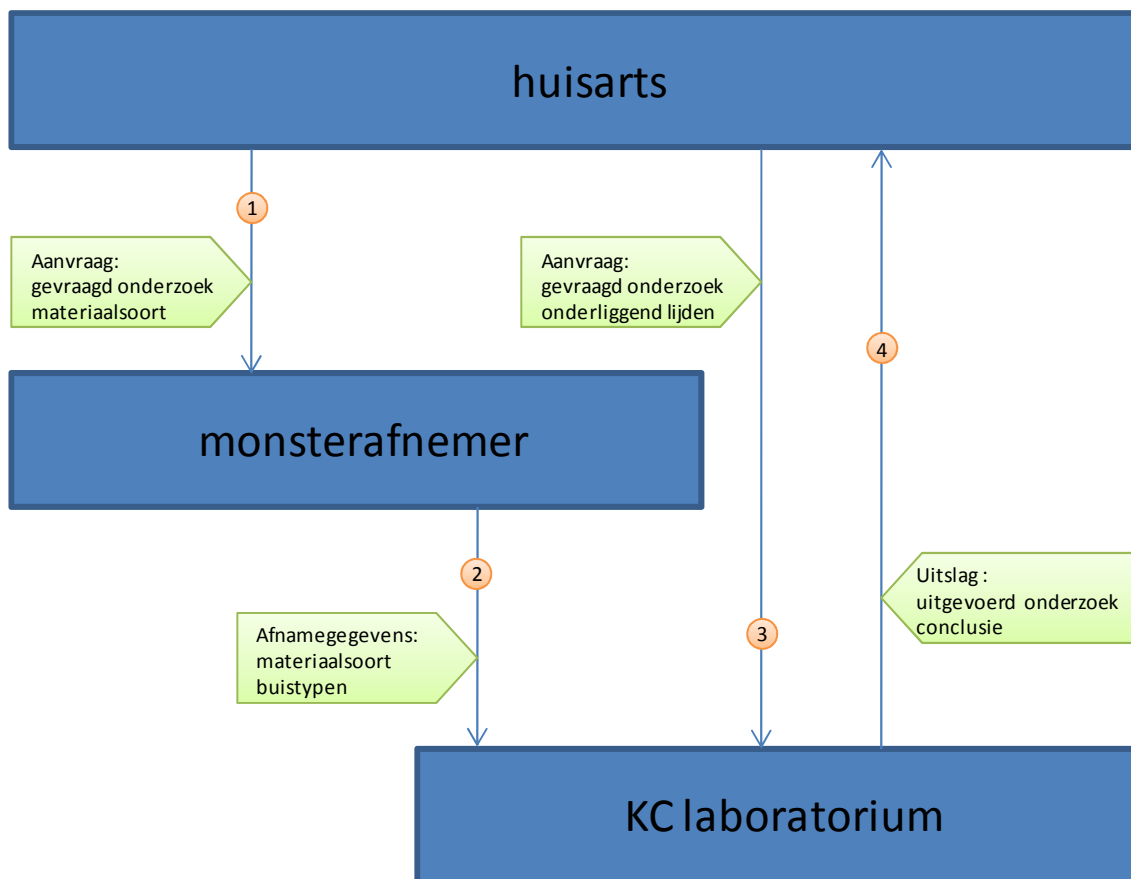 huisarts
1
Aanvraag:
gevraagd onderzoek
materiaalsoort
Aanvraag:
gevraagd onderzoek
onderliggend lijden
4
monsterafnemer
2
Afnamegegevens:
materiaalsoort
buistypen
3
Uitslag :
uitgevoerd onderzoek
conclusie
KC laboratorium